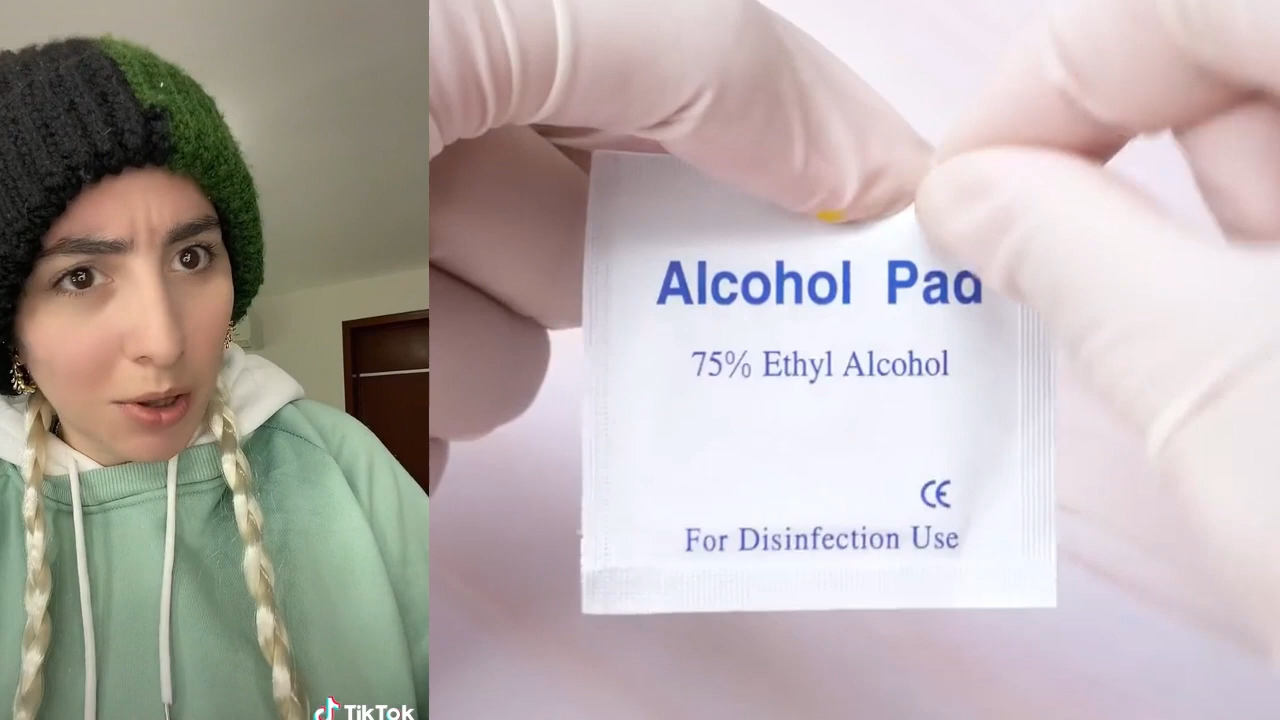 Alcohol Pad
75% Ethyl Alcohol
CE
For Disinfection Use
TikTok